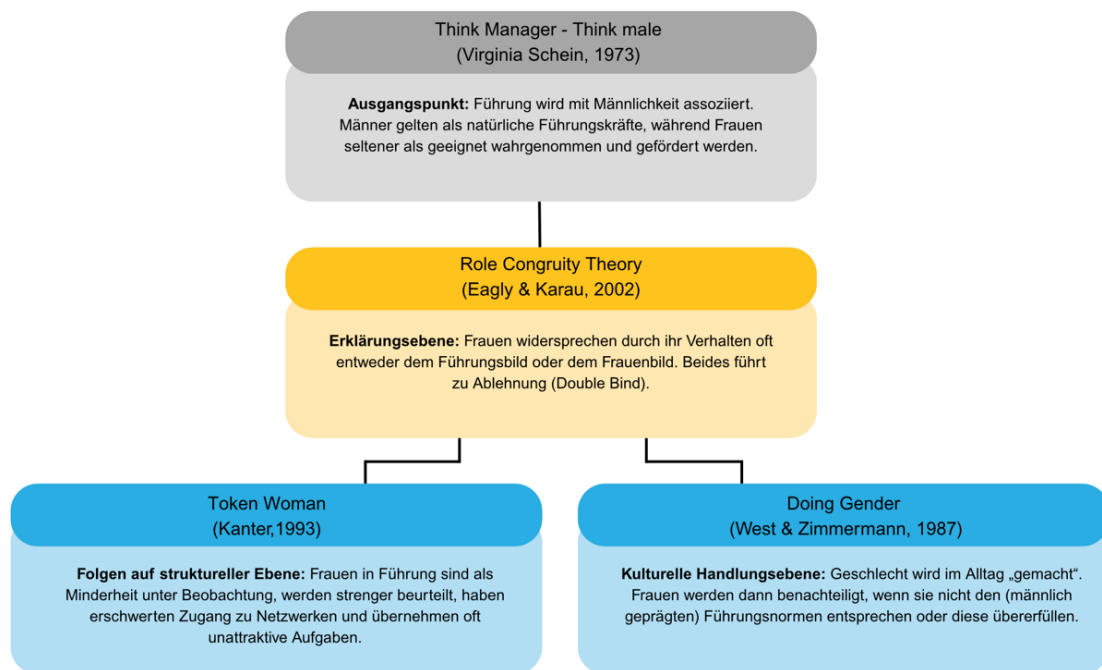 Think Manager - Think male
(Virginia Schein, 1973)
Ausgangspunkt: Führung wird mit Männlichkeit assoziiert.
Männer gelten als natürliche Führungskräfte, während Frauen
seltener als geeignet wahrgenommen und gefördert werden.
Role Congruity Theory
(Eagly & Karau, 2002)
Erklärungsebene: Frauen widersprechen durch ihr Verhalten oft
entweder dem Führungsbild oder dem Frauenbild. Beides führt
zu Ablehnung (Double Bind).
Token Woman
(Kanter,1993)
Folgen auf struktureller Ebene: Frauen in Führung sind als
Minderheit unter Beobachtung, werden strenger beurteilt, haben
erschwerten Zugang zu Netzwerken und übernehmen oft
unattraktive Aufgaben.
Doing Gender
(West & Zimmermann, 1987)
Kulturelle Handlungsebene: Geschlecht wird im Alltag „gemacht“.
Frauen werden dann benachteiligt, wenn sie nicht den (männlich
geprägten) Führungsnormen entsprechen oder diese übererfüllen.